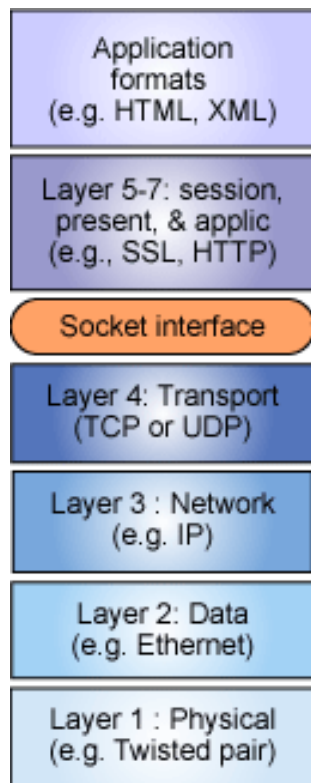 Application
formats
(e.g. HTML, XML)
Layer 5-7: session,
present, & applic
(e.g., SSL, HTTP)
Socket interface
Layer 4: Transport
(TCP or UDP)
Layer 3 : Network
(e.g. IP)
Layer 2: Data
(e.g. Ethernet)
Layer 1 : Physical
(e.g. Twisted pair)